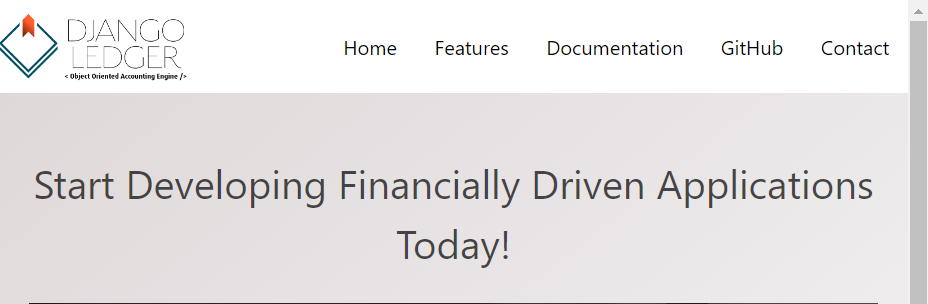 DJANGO
LEDGER
< Object Oriented Accounting Engine />
Home Features Documentation GitHub Contact
Start Developing Financially Driven Applications
Today!